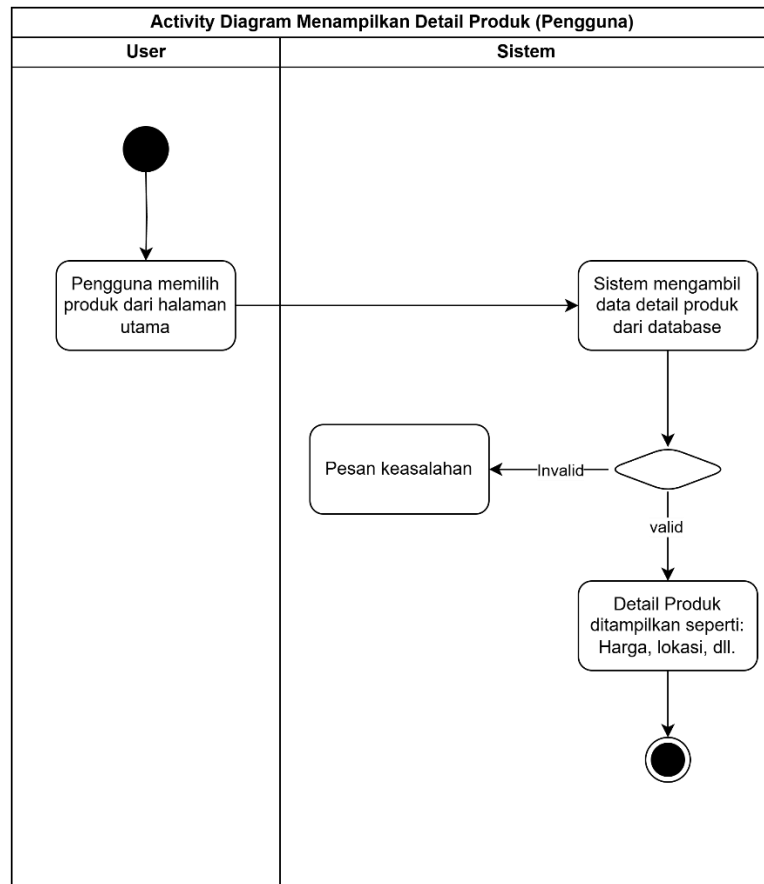 Activity Diagram Menampilkan Detail Produk (Pengguna)
User
Sistem
Pengguna memilih
produk dari halaman
utama
Sistem mengambil
data detail produk
dari database
Pesan keasalahan
Invalid
valid
Detail Produk
ditampilkan seperti:
Harga, lokasi, dll.